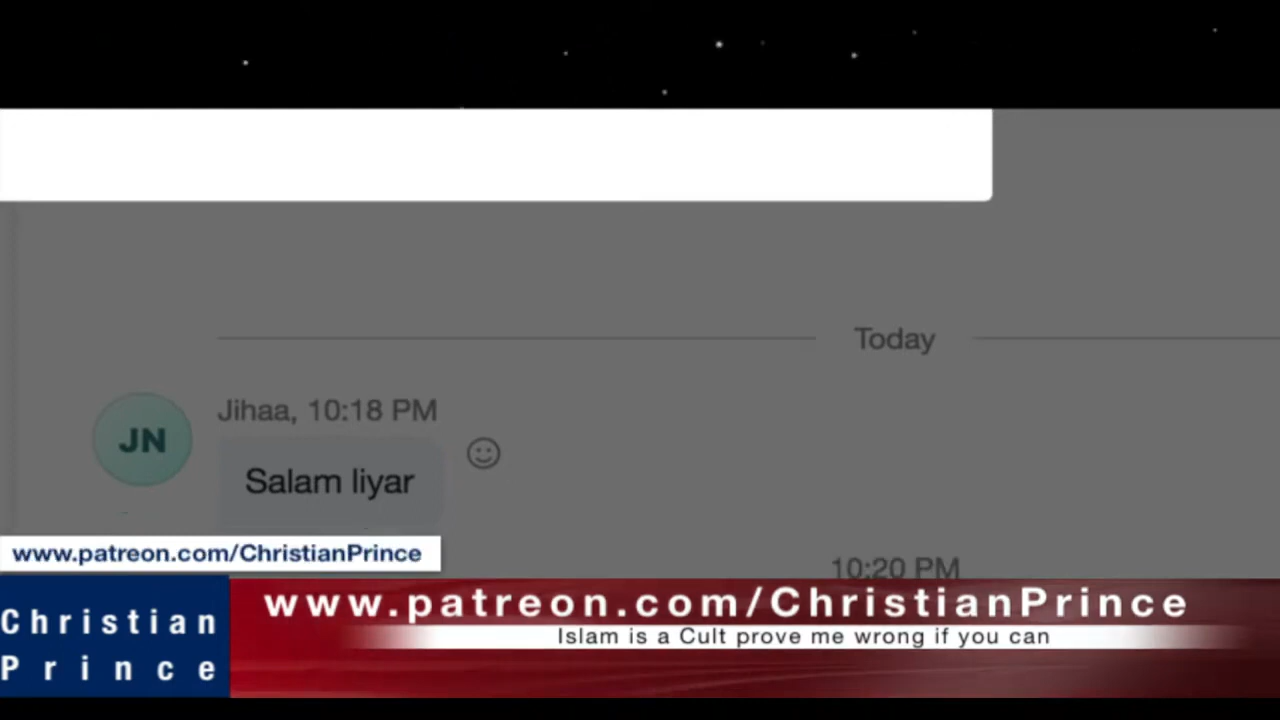 Today
Jihaa, 10:18 PM
JN
Salam liyar
www.patreon.com/ChristianPrince
10:20 PM
Christian
Prince
www.patreon.com/ChristianPrince
Islam is a Cult prove me wrong if you can